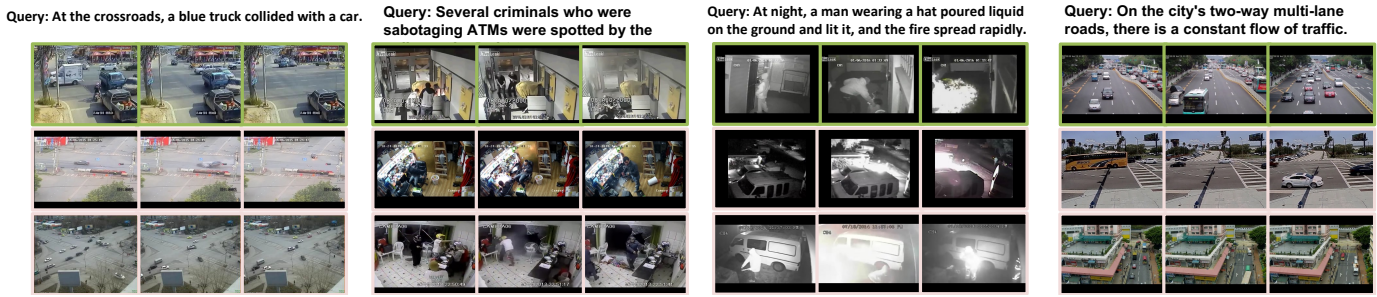 Query: At the crossroads, a blue truck collided with a car.
Query: Several criminals who were
sabotaging ATMs were spotted by the
Query: At night, a man wearing a hat poured liquid
on the ground and lit it, and the fire spread rapidly.
Query: On the city's two-way multi-lane
roads, there is a constant flow of traffic.